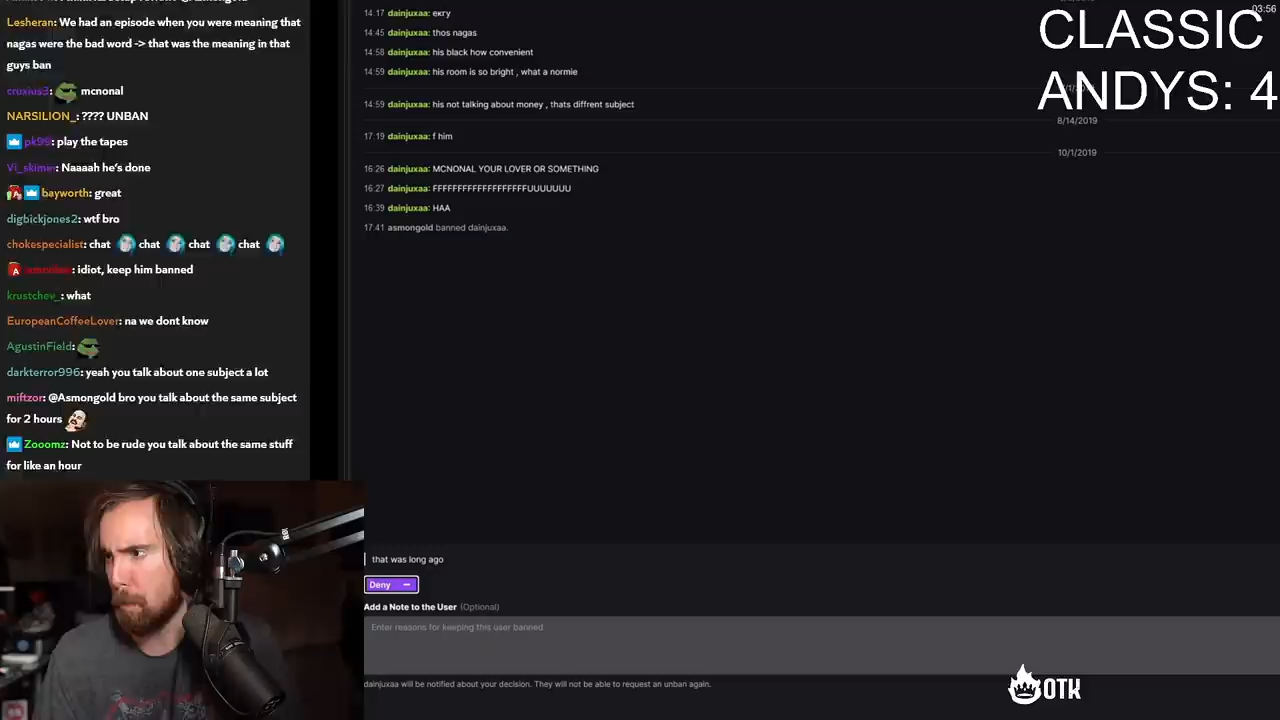 Lesheran: We had an episode when you were meaning that
nagas were the bad word -> that was the meaning in that
guys ban
cruxius3: mcnonal
NARSILION_: ???? UNBAN
pk99: play the tapes
Vi_skimer: Naaaah he's done
bayworth: great
digbickjones2: wtf bro
chokespecialist: chat chat chat chat
: idiot, keep him banned
krustchev_: what
EuropeanCoffeeLover: na we dont know
AgustinField:
darkterror996: yeah you talk about one subject a lot
miftzor: @Asmongold bro you talk about the same subject
for 2 hours
Zooomz: Not to be rude you talk about the same stuff
for like an hour
14:17 dainjuxaa: екгу
14:45 dainjuxaa: thos nagas
14:58 dainjuxaa: his black how convenient
14:59 dainjuxaa: his room is so bright , what a normie
14:59 dainjuxaa: his not talking about money , thats diffrent subject
8/14/2019
17:19 dainjuxaa: f him
10/1/2019
16:26 dainjuxaa: MCNONAL YOUR LOVER OR SOMETHING
16:27 dainjuxaa: FFFFFFFFFFFFFFFFFFFUUUUUUU
16:39 dainjuxaa: HAA
17:41 asmongold banned dainjuxaa.
that was long ago
Deny
Add a Note to the User (Optional)
Enter reasons for keeping this user banned
dainjuxaa will be notified about your decision. They will not be able to request an unban again.
03:56
CLASSIC
ANDYS: 4
OTK